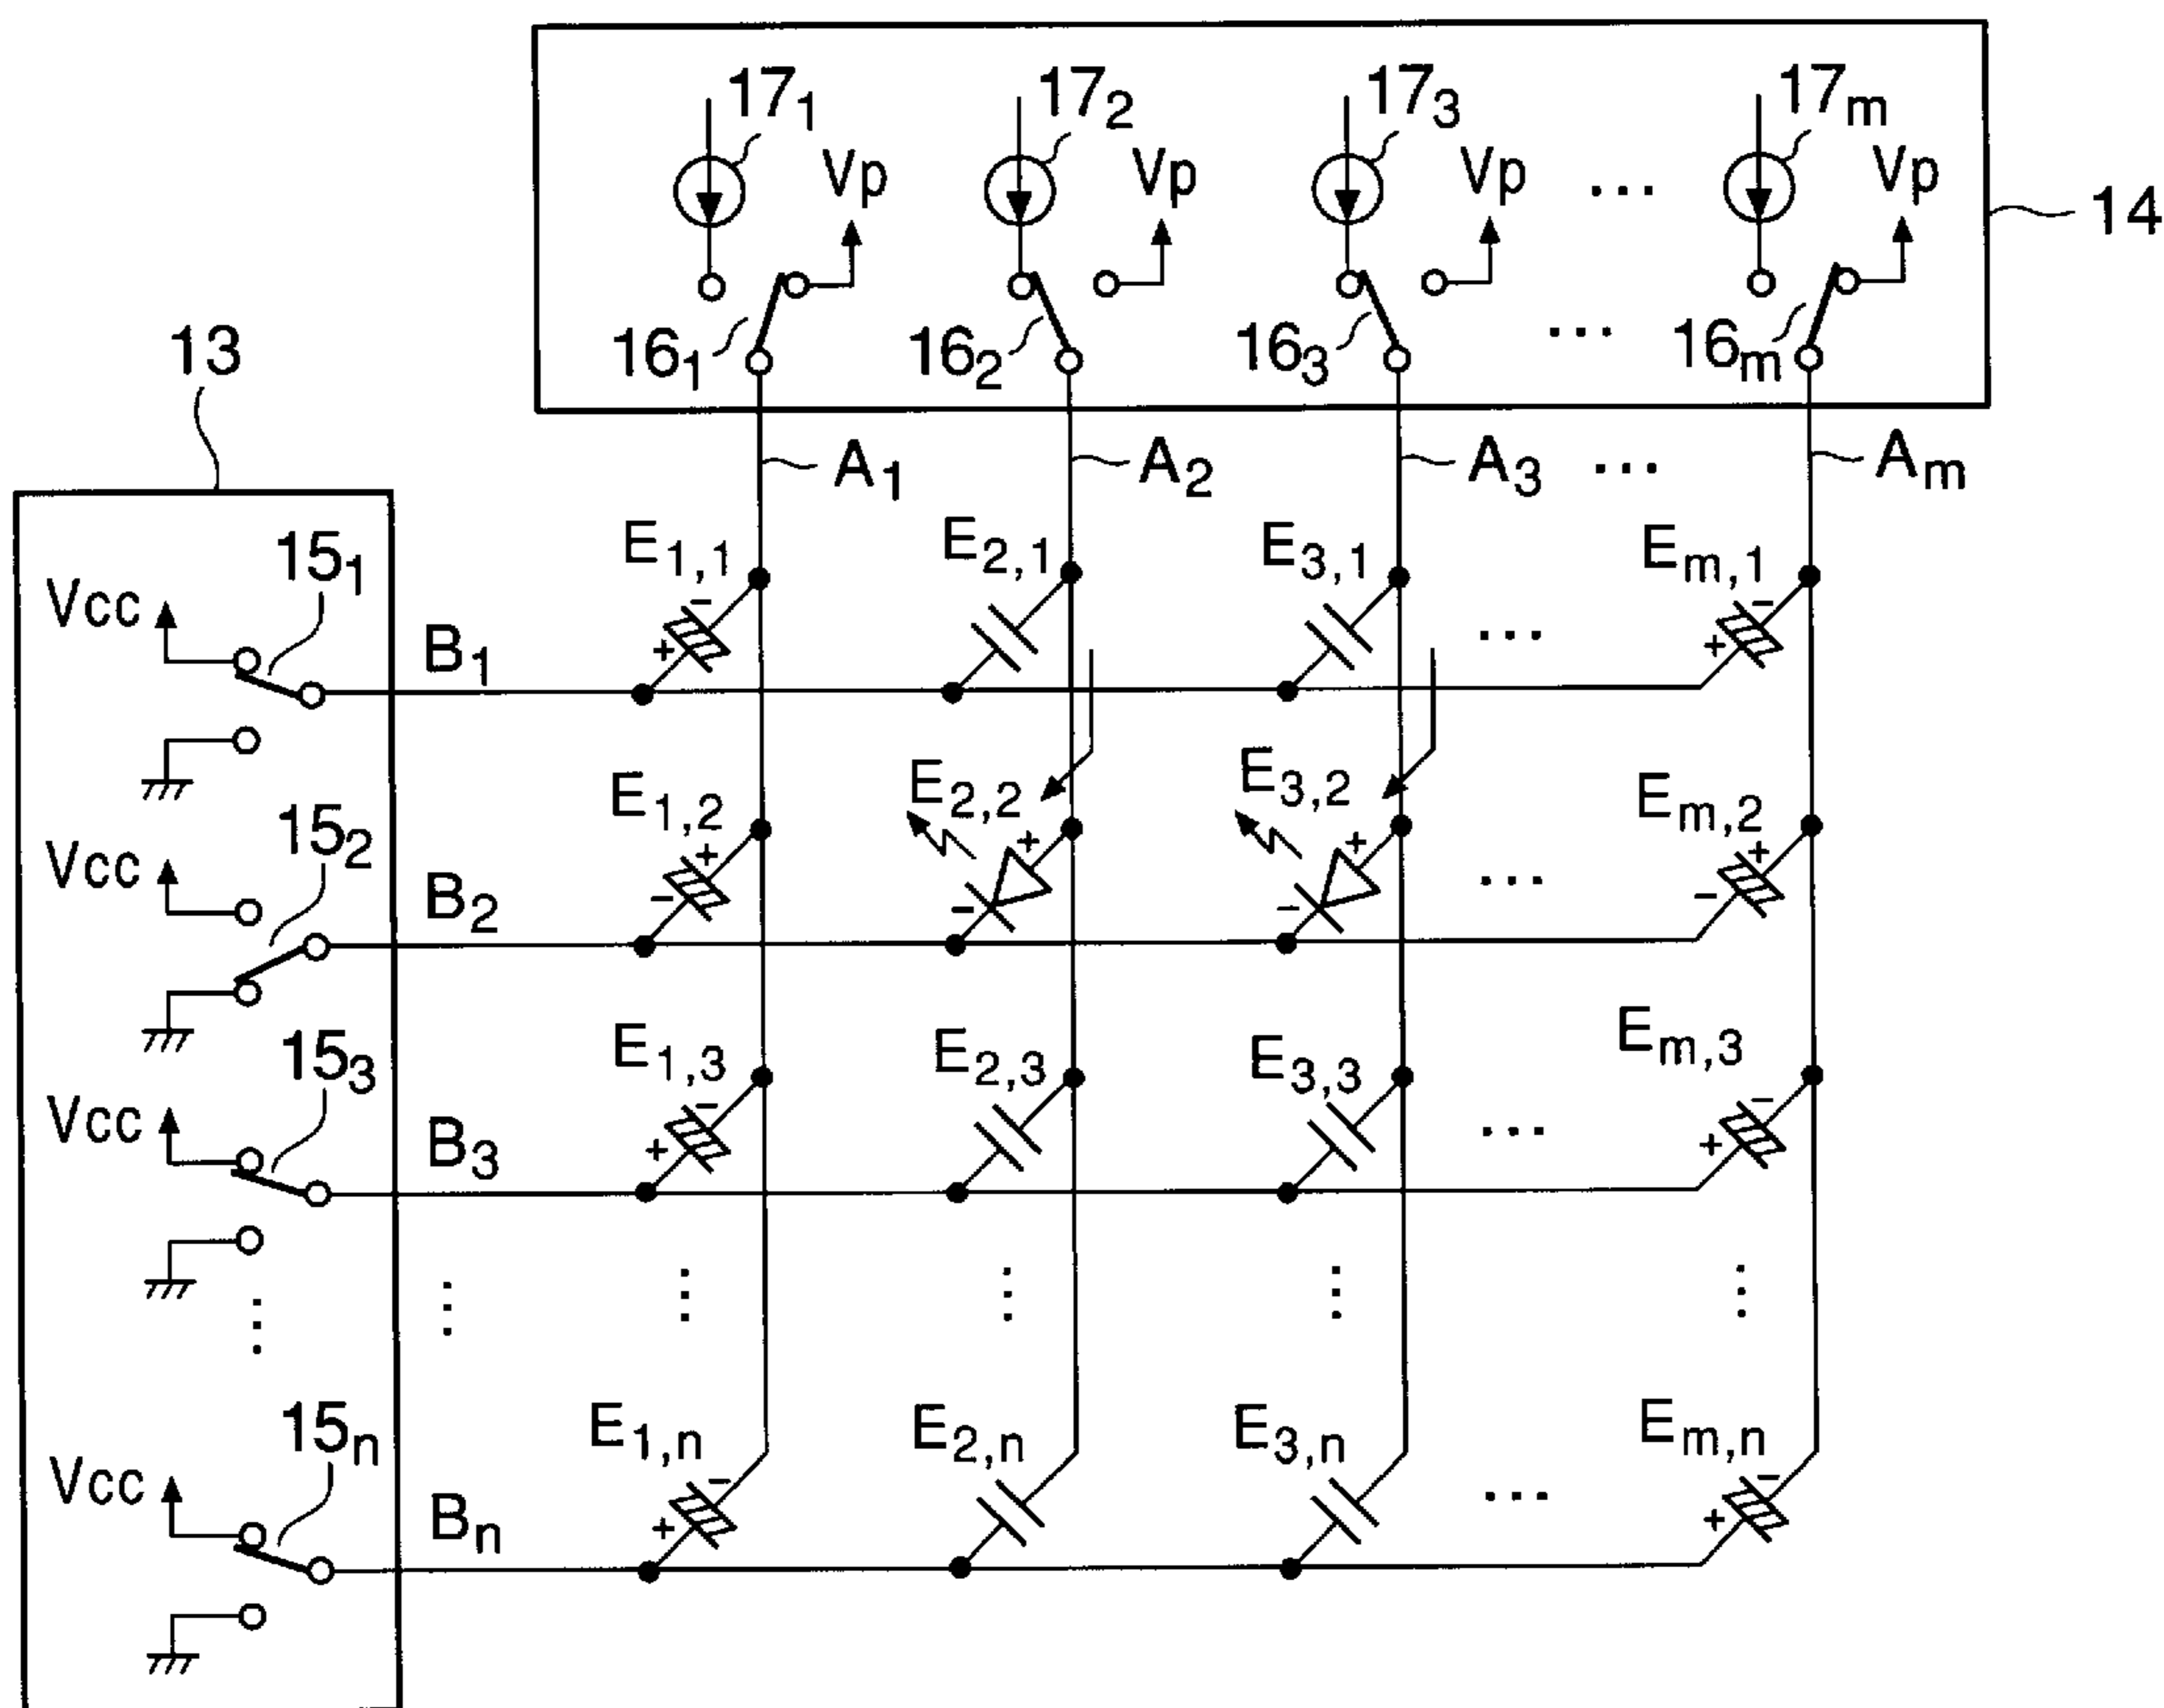 17₁ 17₂ 17₃ 17m
Vp Vp Vp ... Vp
14
16₁ 16₂ 16₃ ... 16m
13
A₁ A₂ A₃ ... Am
15₁
Vcc
B₁
E₁,₁ E₂,₁ E₃,₁ Em,₁
- + ... - +
15₂
Vcc
B₂
E₁,₂ E₂,₂ E₃,₂ Em,₂
+ - + - + - ... + -
15₃
Vcc
B₃
E₁,₃ E₂,₃ E₃,₃ Em,₃
- + ... - +
15n
Vcc
Bn
E₁,n E₂,n E₃,n Em,n
- + ... - +